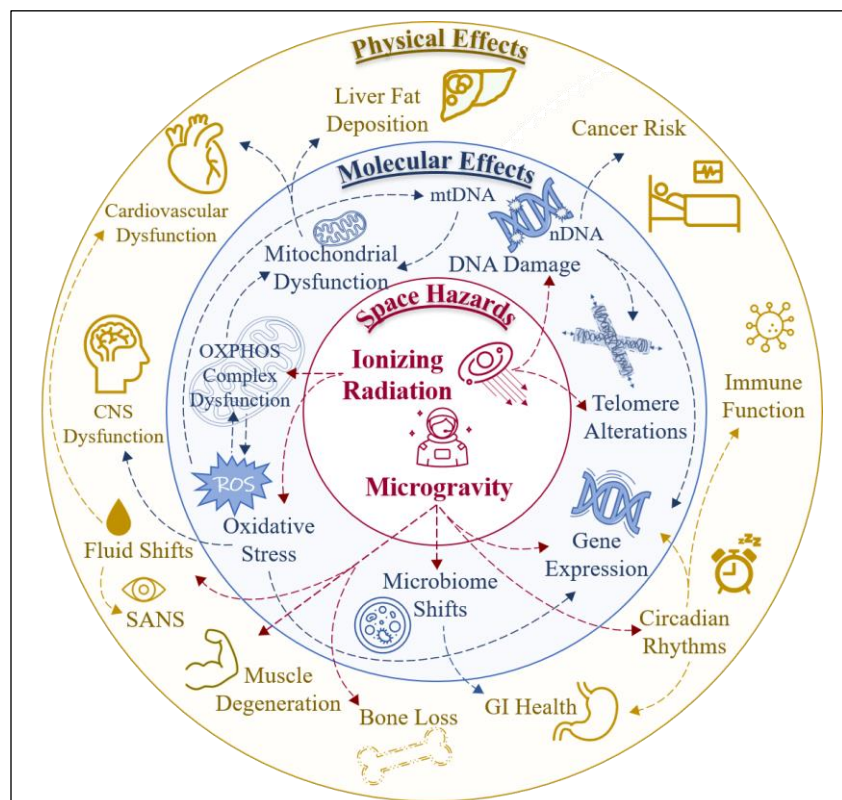 Physical Effects
Liver Fat
Deposition
Cancer Risk
Cardiovascular
Dysfunction
Molecular Effects
mtDNA
nDNA
Mitochondrial
Dysfunction
DNA Damage
Space Hazards
OXPHOS
Complex
Dysfunction
Ionizing
Radiation
Telomere
Alterations
Immune
Function
CNS
Dysfunction
Microgravity
ROS
Oxidative
Stress
Gene
Expression
Fluid Shifts
SANS
Microbiome
Shifts
zZZ
Circadian
Rhythms
Muscle
Degeneration
Bone Loss
GI Health